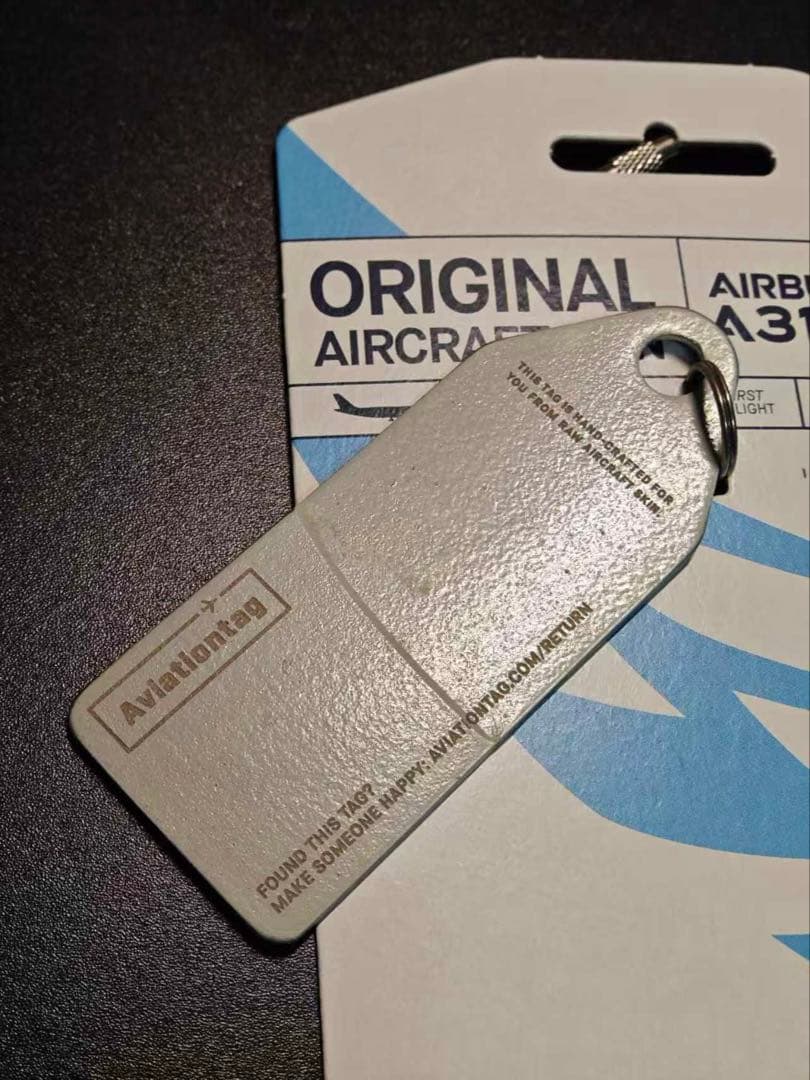 ORIGINAL
AIRCRA
AIRB
A31
RST
LIGHT
THIS TAG IS HAND-CRAFTED FOR
YOU FROM RAW AIRCRAFT SKIN.
Aviationtag
FOUND THIS TAG?
MAKE SOMEONE HAPPY: AVIATIONTAG.COM/RETURN